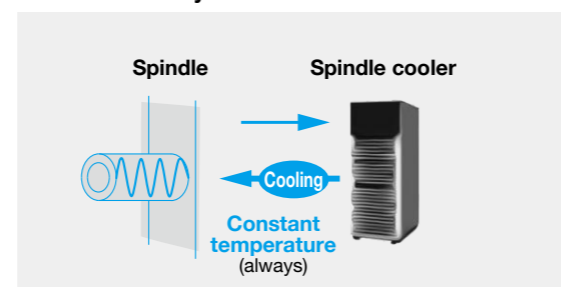 Spindle
Spindle cooler
Cooling
Constant
temperature
(always)